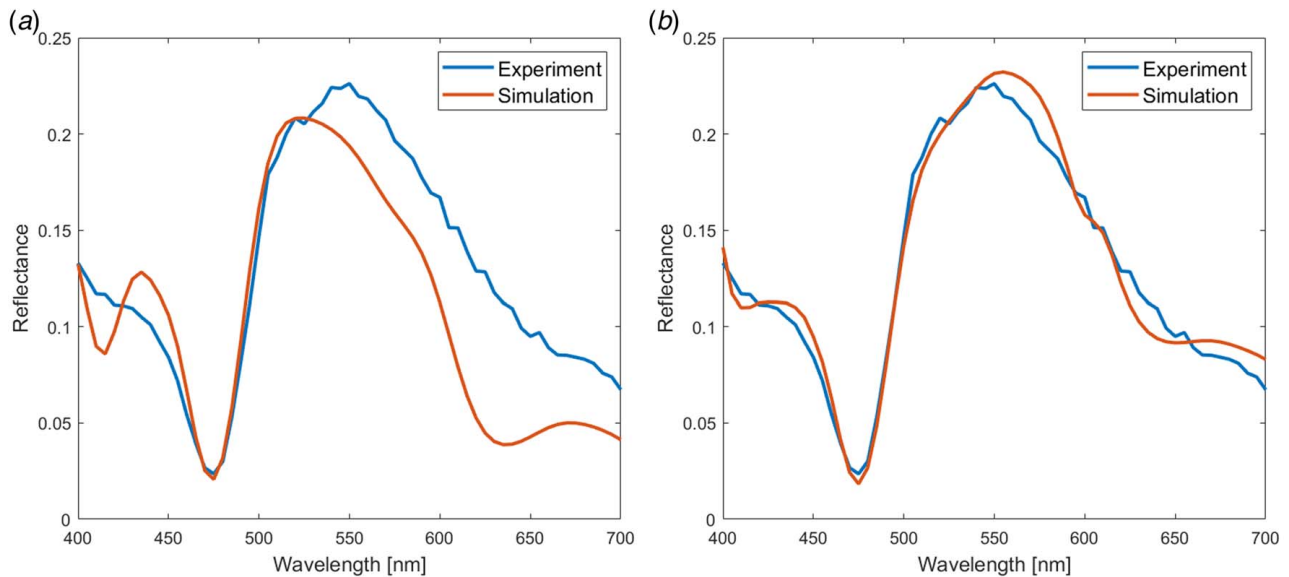 (a)
0.25
0.2
0.15
0.1
0.05
0
400 450 500 550 600 650 700
Reflectance
Wavelength [nm]
Experiment
Simulation
(b)
0.25
0.2
0.15
0.1
0.05
0
400 450 500 550 600 650 700
Reflectance
Wavelength [nm]
Experiment
Simulation